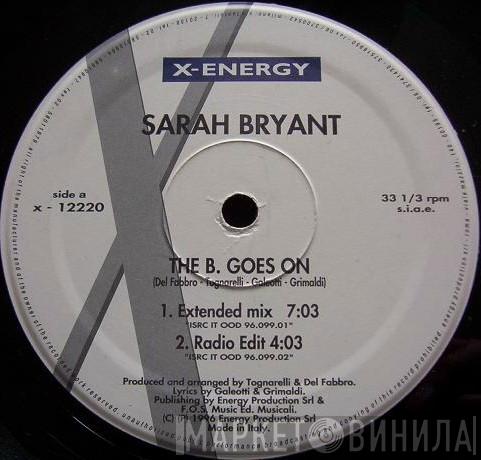 X-ENERGY
SARAH BRYANT
side a
x - 12220
33 1/3 rpm
s.i.a.e.
THE B. GOES ON
(Del Fabbro - Tognarelli - Galeotti - Grimaldi)
1. Extended mix 7:03
"ISRC IT OOD 96.099.01"
2. Radio Edit 4:03
"ISRC IT OOD 96.099.02"
Produced and arranged by Tognarelli & Del Fabbro.
Lyrics by Galeotti & Grimaldi.
Publishing by Energy Production Srl &
F.O.S. Music Ed. Musicali.
(C) (P) 1996 Energy Production Srl
Made in Italy.
МАРКЕТ ВИНИЛА